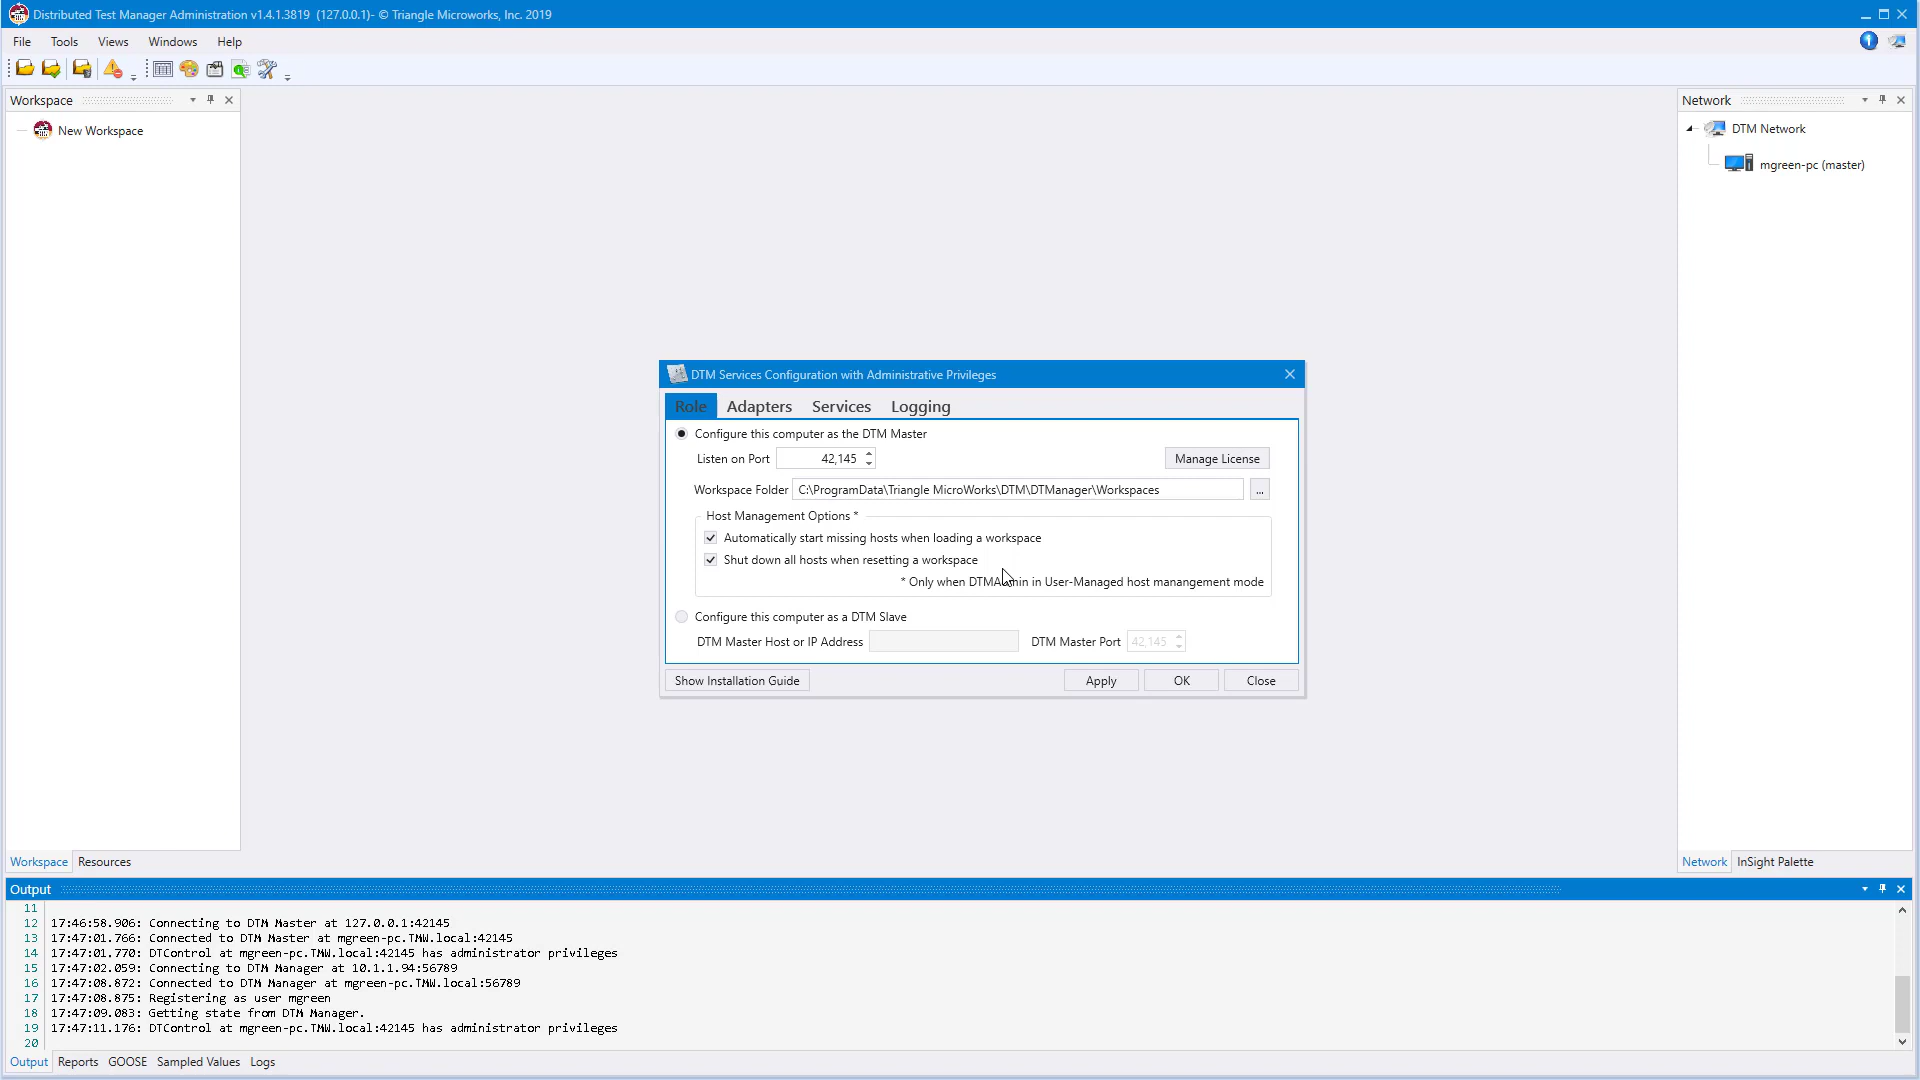 Distributed Test Manager Administration v1.4.1.3819 (127.0.0.1)- © Triangle Microworks, Inc. 2019
File Tools Views Windows Help
Workspace
New Workspace
Network
DTM Network
mgreen-pc (master)
DTM Services Configuration with Administrative Privileges
Role Adapters Services Logging
Configure this computer as the DTM Master
Listen on Port 42,145 Manage License
Workspace Folder C:\ProgramData\Triangle MicroWorks\DTM\DTManager\Workspaces ...
Host Management Options *
Automatically start missing hosts when loading a workspace
Shut down all hosts when resetting a workspace
* Only when DTMAdmin in User-Managed host manangement mode
Configure this computer as a DTM Slave
DTM Master Host or IP Address DTM Master Port 42,145
Show Installation Guide Apply OK Close
Workspace Resources
Network InSight Palette
Output
11
12 17:46:58.906: Connecting to DTM Master at 127.0.0.1:42145
13 17:47:01.766: Connected to DTM Master at mgreen-pc.TMW.local:42145
14 17:47:01.770: DTControl at mgreen-pc.TMW.local:42145 has administrator privileges
15 17:47:02.059: Connecting to DTM Manager at 10.1.1.94:56789
16 17:47:08.872: Connected to DTM Manager at mgreen-pc.TMW.local:56789
17 17:47:08.875: Registering as user mgreen
18 17:47:09.083: Getting state from DTM Manager.
19 17:47:11.176: DTControl at mgreen-pc.TMW.local:42145 has administrator privileges
20
Output Reports GOOSE Sampled Values Logs